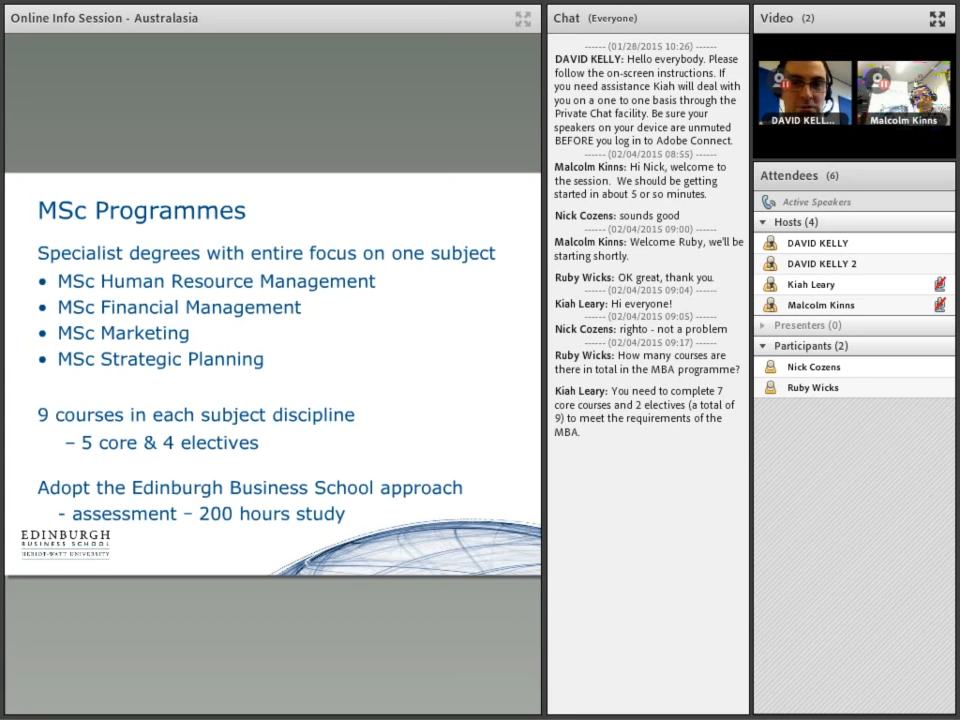 Online Info Session - Australasia
MSc Programmes
Specialist degrees with entire focus on one subject
• MSc Human Resource Management
• MSc Financial Management
• MSc Marketing
• MSc Strategic Planning
9 courses in each subject discipline
– 5 core & 4 electives
Adopt the Edinburgh Business School approach
- assessment – 200 hours study
EDINBURGH
BUSINESS SCHOOL
HERIOT-WATT UNIVERSITY
Chat (Everyone)
------ (01/28/2015 10:26) ------
DAVID KELLY: Hello everybody. Please
follow the on-screen instructions. If
you need assistance Kiah will deal with
you on a one to one basis through the
Private Chat facility. Be sure your
speakers on your device are unmuted
BEFORE you log in to Adobe Connect.
------ (02/04/2015 08:55) ------
Malcolm Kinns: Hi Nick, welcome to
the session. We should be getting
started in about 5 or so minutes.
Nick Cozens: sounds good
------ (02/04/2015 09:00) ------
Malcolm Kinns: Welcome Ruby, we'll be
starting shortly.
Ruby Wicks: OK great, thank you.
------ (02/04/2015 09:04) ------
Kiah Leary: Hi everyone!
------ (02/04/2015 09:05) ------
Nick Cozens: righto - not a problem
------ (02/04/2015 09:17) ------
Ruby Wicks: How many courses are
there in total in the MBA programme?
Kiah Leary: You need to complete 7
core courses and 2 electives (a total of
9) to meet the requirements of the
MBA.
Video (2)
DAVID KELL...
Malcolm Kinns
Attendees (6)
Active Speakers
Hosts (4)
DAVID KELLY
DAVID KELLY 2
Kiah Leary
Malcolm Kinns
Presenters (0)
Participants (2)
Nick Cozens
Ruby Wicks